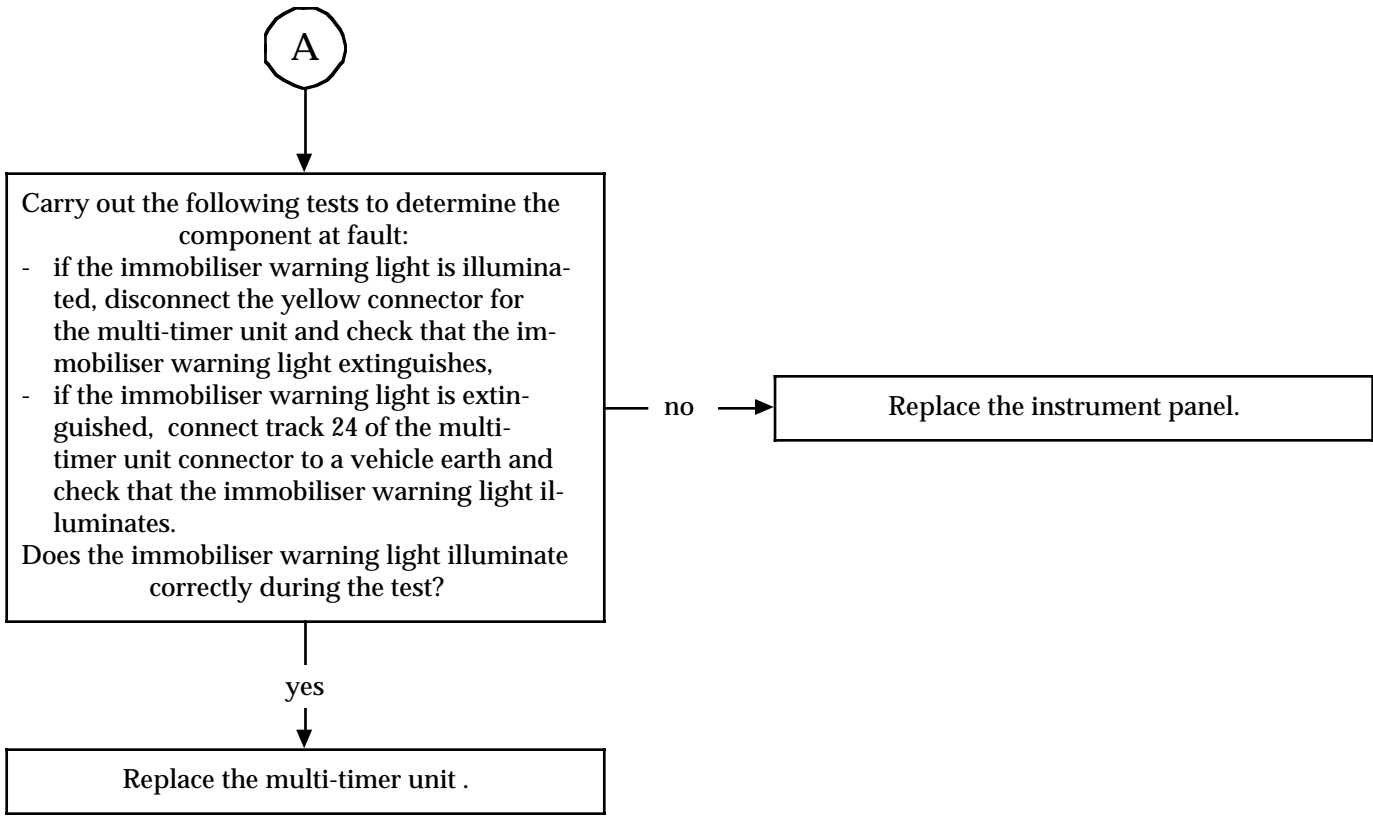 A
Carry out the following tests to determine the
component at fault:
- if the immobiliser warning light is illumina-
ted, disconnect the yellow connector for
the multi-timer unit and check that the im-
mobiliser warning light extinguishes,
- if the immobiliser warning light is extin-
guished, connect track 24 of the multi-
timer unit connector to a vehicle earth and
check that the immobiliser warning light il-
luminates.
Does the immobiliser warning light illuminate
correctly during the test?
no
Replace the instrument panel.
yes
Replace the multi-timer unit .